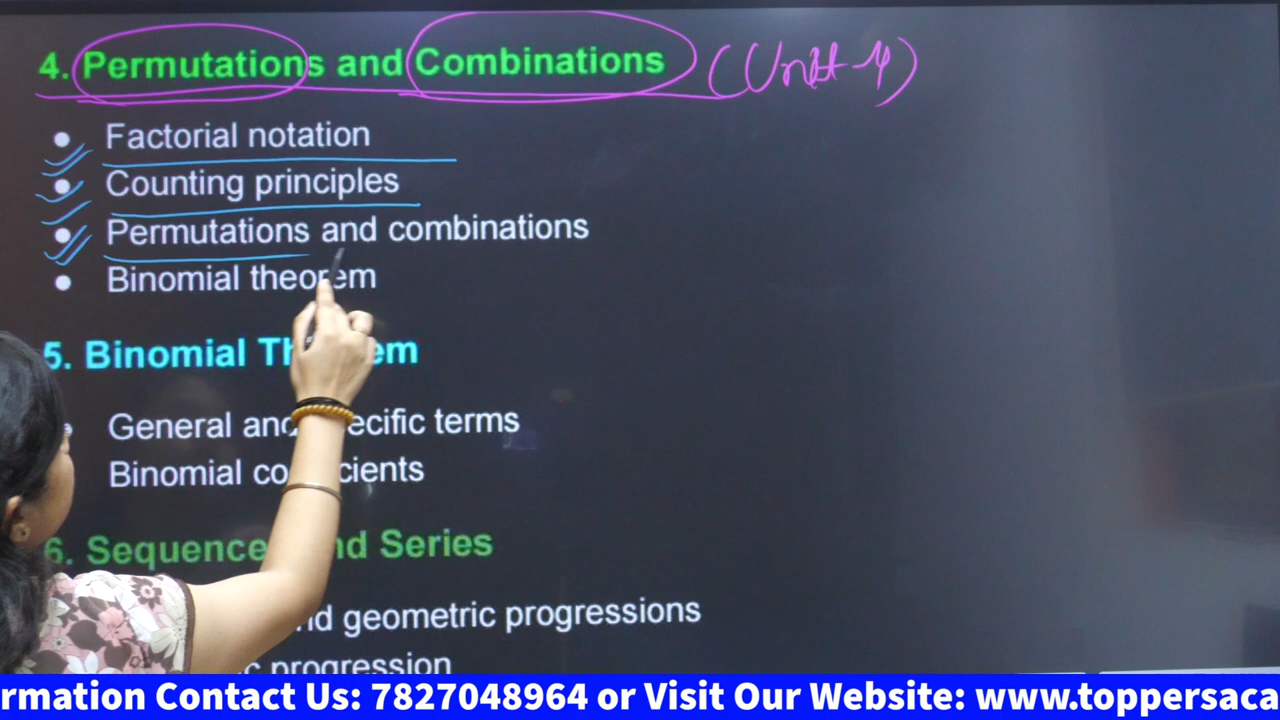 4. Permutations and Combinations (Unit-4)
Factorial notation
Counting principles
Permutations and combinations
Binomial theorem
5. Binomial Th em
General and ecific terms
Binomial co cients
6. Sequence nd Series
nd geometric progressions
c progression
rmation Contact Us: 7827048964 or Visit Our Website: www.toppersaca